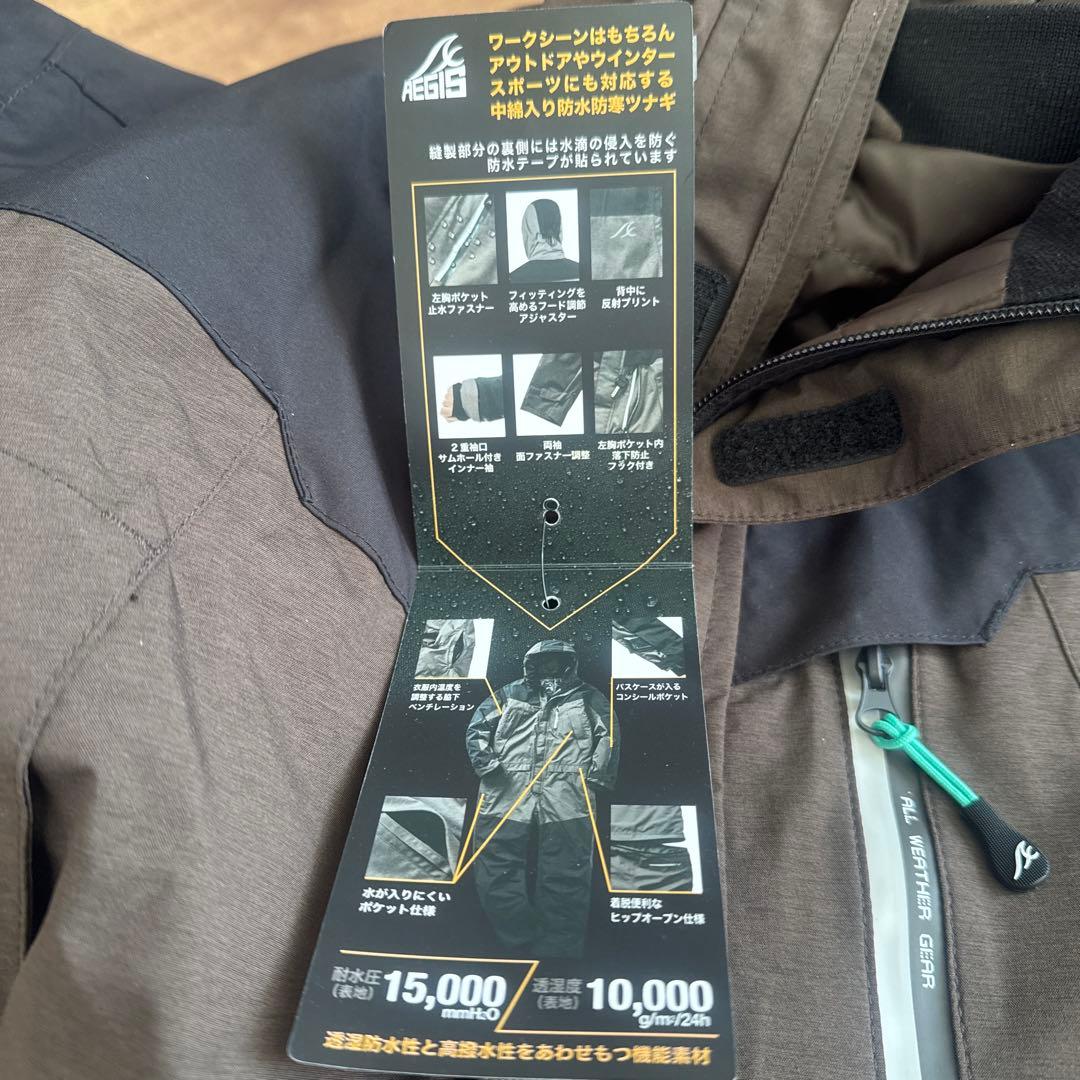 AEGIS
ワークシーンはもちろん
アウトドアやウインター
スポーツにも対応する
中綿入り防水防寒ツナギ
縫製部分の裏側には水滴の侵入を防ぐ
防水テープが貼られています
左胸ポケット
止水ファスナー
フィッティングを
高めるフード調節
アジャスター
背中に
反射プリント
2重袖口
サムホール付き
インナー袖
両袖
面ファスナー調整
左胸ポケット内
落下防止
フック付き
衣服内温度を
調整する脇下
ベンチレーション
パスケースが入る
コンシールポケット
水が入りにくい
ポケット仕様
着脱便利な
ヒップオープン仕様
耐水圧
(表地)
15,000
mmH₂O
透湿度
(表地)
10,000
g/m²/24h
透湿防水性と高撥水性をあわせもつ機能素材
ALL WEATHER GEAR